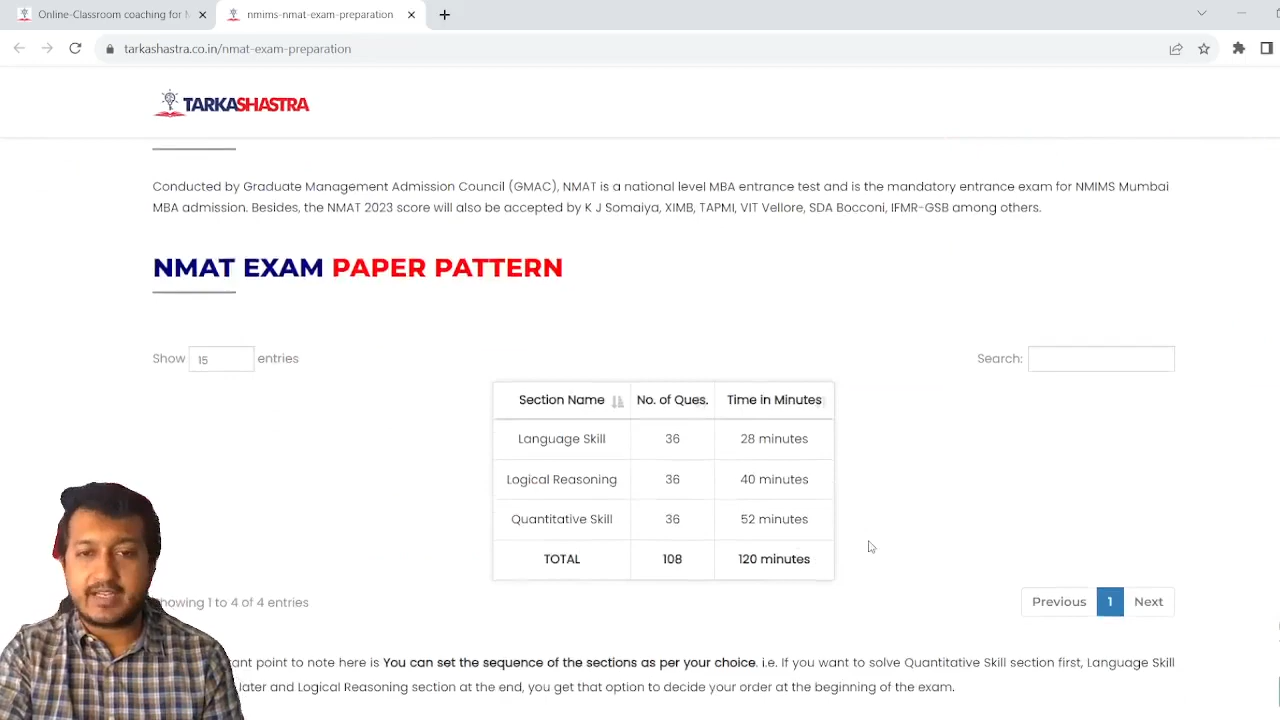 Online-Classroom coaching for
nmims-nmat-exam-preparation
tarkashastra.co.in/nmat-exam-preparation
TARKASHASTRA
Conducted by Graduate Management Admission Council (GMAC), NMAT is a national level MBA entrance test and is the mandatory entrance exam for NMIMS Mumbai
MBA admission. Besides, the NMAT 2023 score will also be accepted by K J Somaiya, XIMB, TAPMI, VIT Vellore, SDA Bocconi, IFMR-GSB among others.
NMAT EXAM PAPER PATTERN
Show 15 entries
Search:
Section Name No. of Ques. Time in Minutes
Language Skill 36 28 minutes
Logical Reasoning 36 40 minutes
Quantitative Skill 36 52 minutes
TOTAL 108 120 minutes
howing 1 to 4 of 4 entries
Previous 1 Next
rtant point to note here is You can set the sequence of the sections as per your choice. i.e. If you want to solve Quantitative Skill section first, Language Skill
later and Logical Reasoning section at the end, you get that option to decide your order at the beginning of the exam.